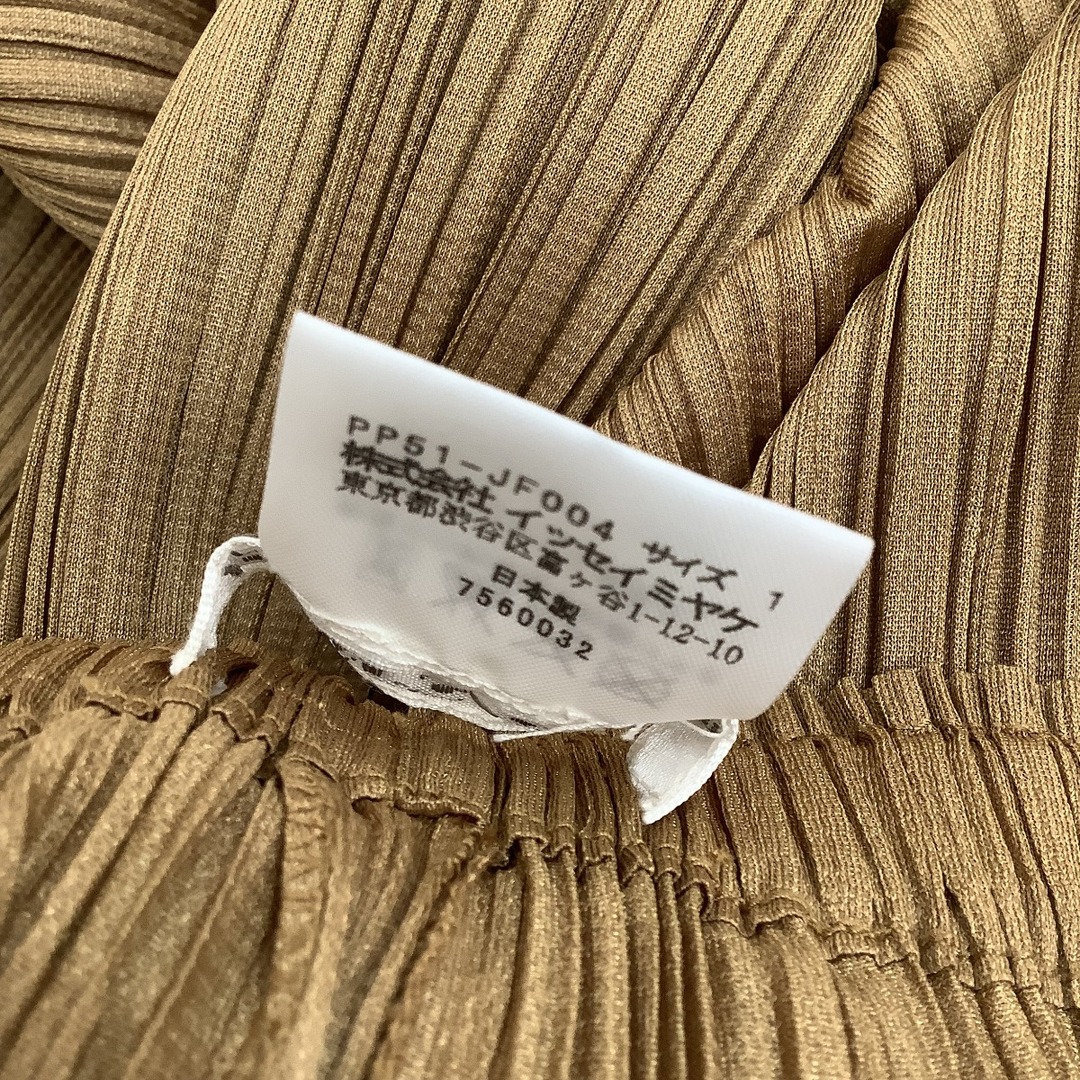 PP51-JF004 サイズ 1
株式会社 イッセイミヤケ
東京都渋谷区富ヶ谷1-12-10
日本製
7560032